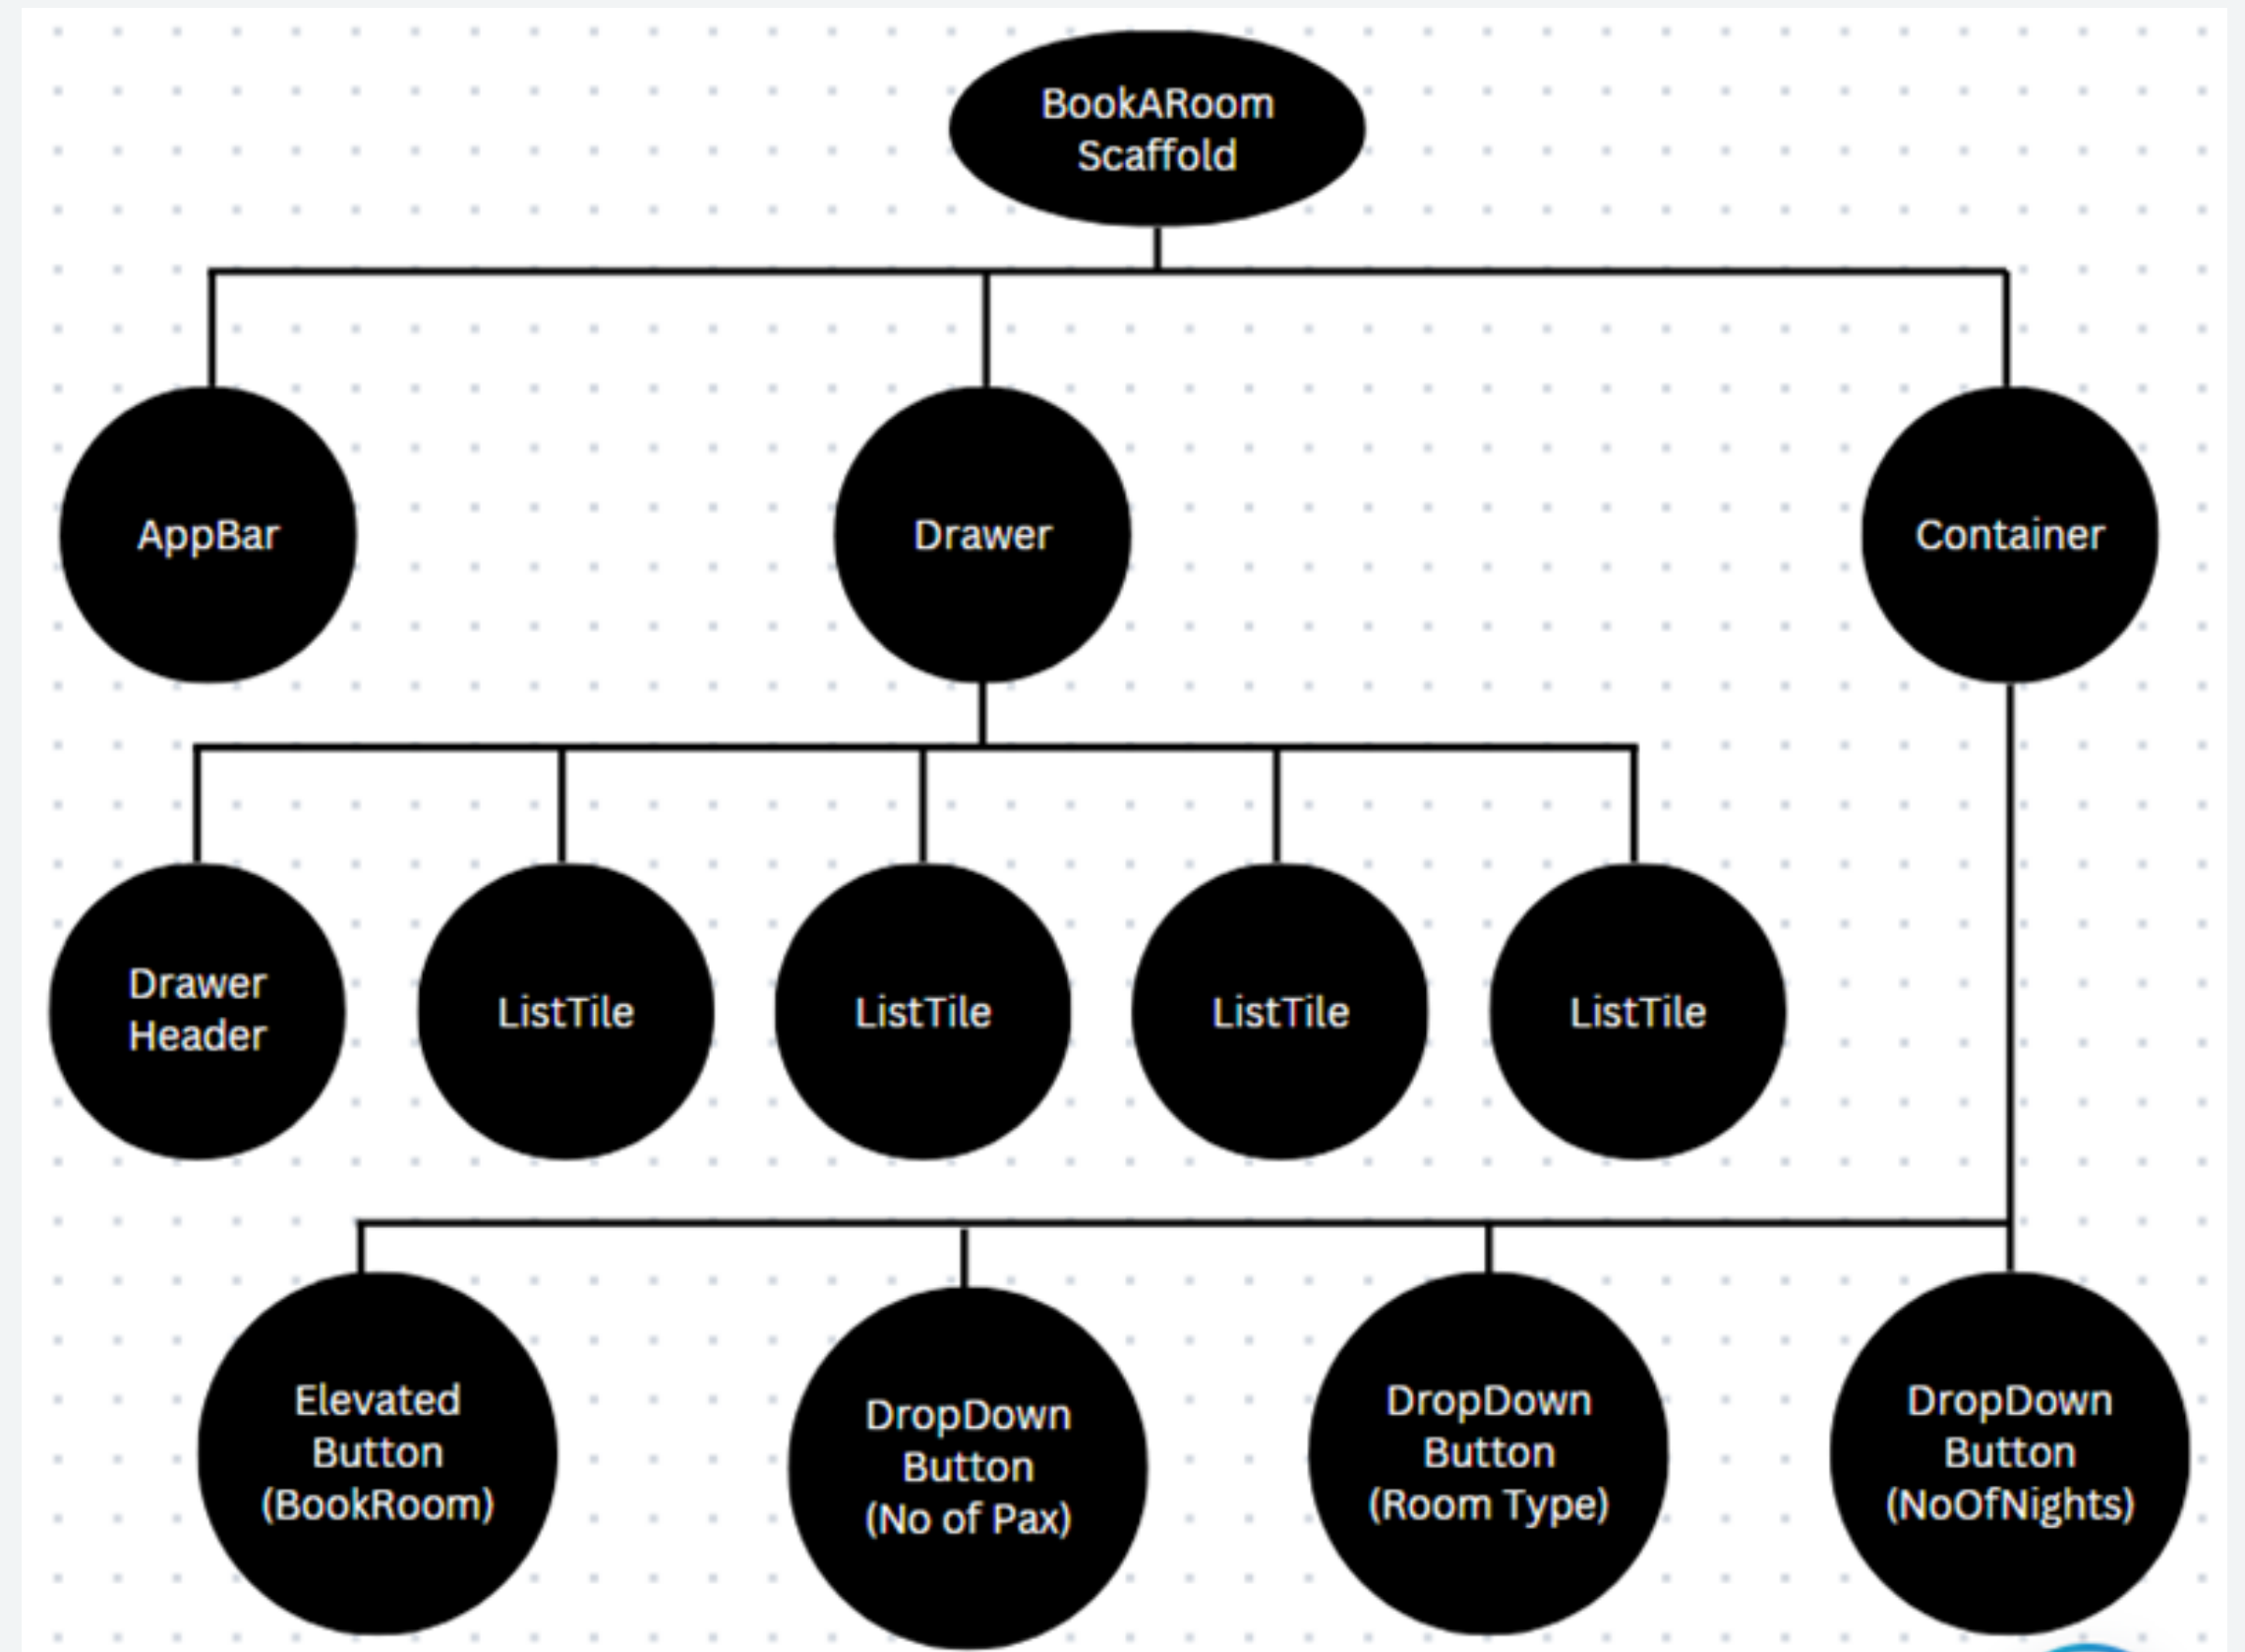 BookARoom
Scaffold
AppBar
Drawer
Container
Drawer
Header
ListTile
ListTile
ListTile
ListTile
Elevated
Button
(BookRoom)
DropDown
Button
(No of Pax)
DropDown
Button
(Room Type)
DropDown
Button
(NoOfNights)